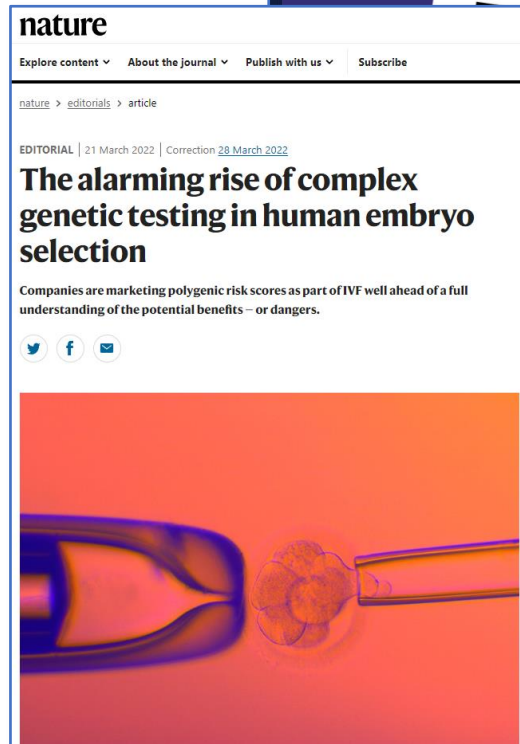 nature
Explore content About the journal Publish with us Subscribe
nature > editorials > article
EDITORIAL | 21 March 2022 | Correction 28 March 2022
The alarming rise of complex
genetic testing in human embryo
selection
Companies are marketing polygenic risk scores as part of IVF well ahead of a full
understanding of the potential benefits — or dangers.